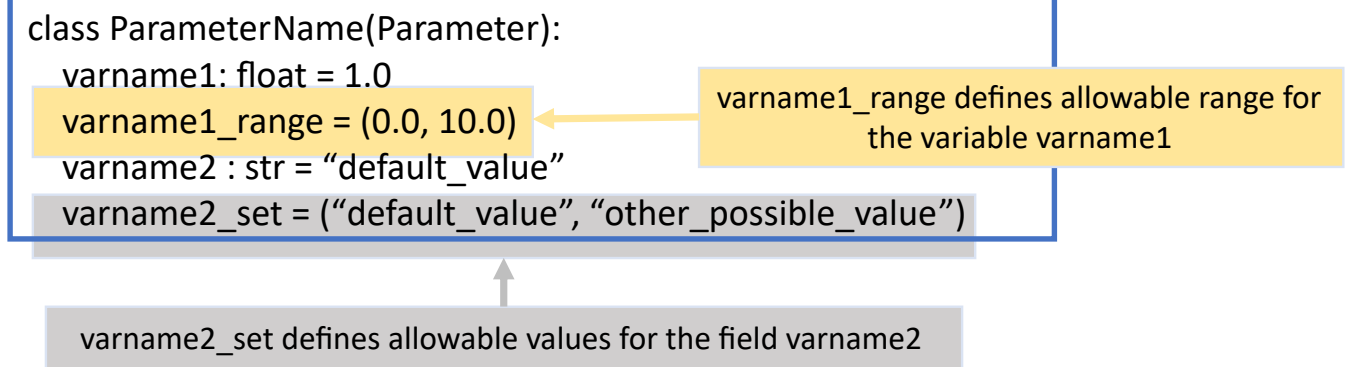 class ParameterName(Parameter):
varname1: float = 1.0
varname1_range = (0.0, 10.0)
varname1_range defines allowable range for
the variable varname1
varname2 : str = “default_value”
varname2_set = (“default_value”, “other_possible_value”)
varname2_set defines allowable values for the field varname2